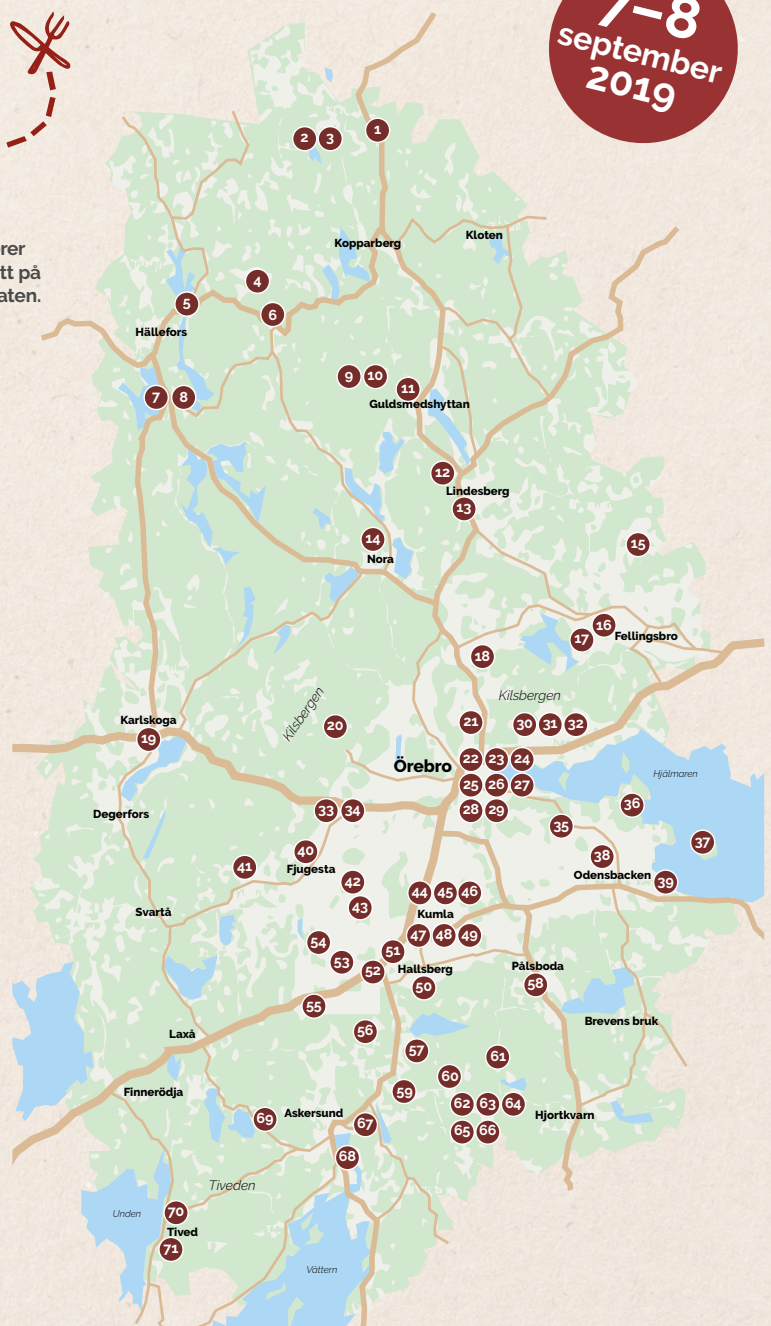 7–8
september
2019
rer
tt på
aten.
2 3 1
Kopparberg
Kloten
4
5
6
Hällefors
9 10
11
7 8
Guldsmedshyttan
12
Lindesberg
13
14
15
Nora
16
17
Fellingsbro
18
Kilsbergen
Kilsbergen
Karlskoga
20
21
30 31 32
19
Örebro
22 23 24
Hjälmaren
25 26 27
36
Degerfors
33 34
28 29
35
37
40
38
41
Fjugesta
Odensbacken
42
39
44 45 46
Svartå
43
Kumla
47 48 49
54
51
53
52
Hallsberg
Pålsboda
50
58
55
Brevens bruk
Laxå
56
57
61
60
Finnerödja
59
62 63 64
69
Askersund
67
Hjortkvarn
65 66
68
Tiveden
Unden
70
Tived
71
Vättern